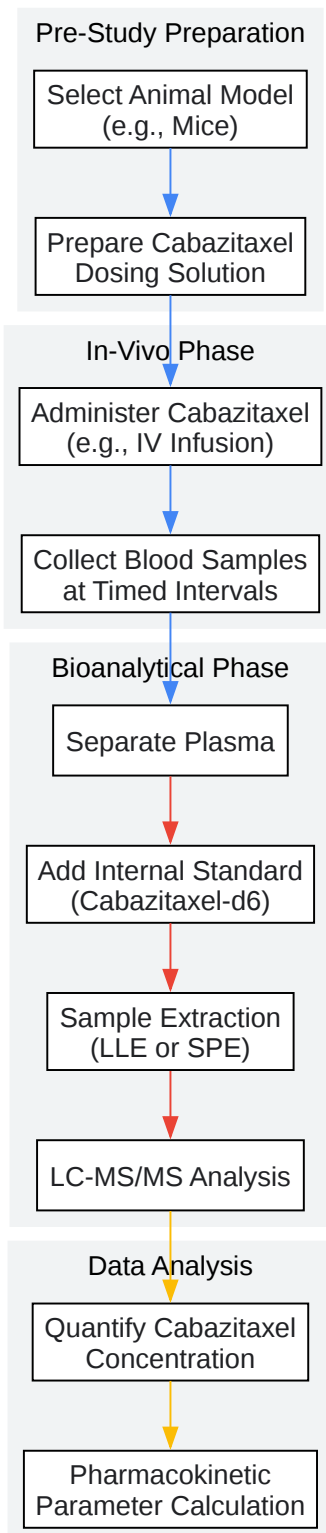 Pre-Study Preparation
Select Animal Model
(e.g., Mice)
Prepare Cabazitaxel
Dosing Solution
In-Vivo Phase
Administer Cabazitaxel
(e.g., IV Infusion)
Collect Blood Samples
at Timed Intervals
Bioanalytical Phase
Separate Plasma
Add Internal Standard
(Cabazitaxel-d6)
Sample Extraction
(LLE or SPE)
LC-MS/MS Analysis
Data Analysis
Quantify Cabazitaxel
Concentration
Pharmacokinetic
Parameter Calculation